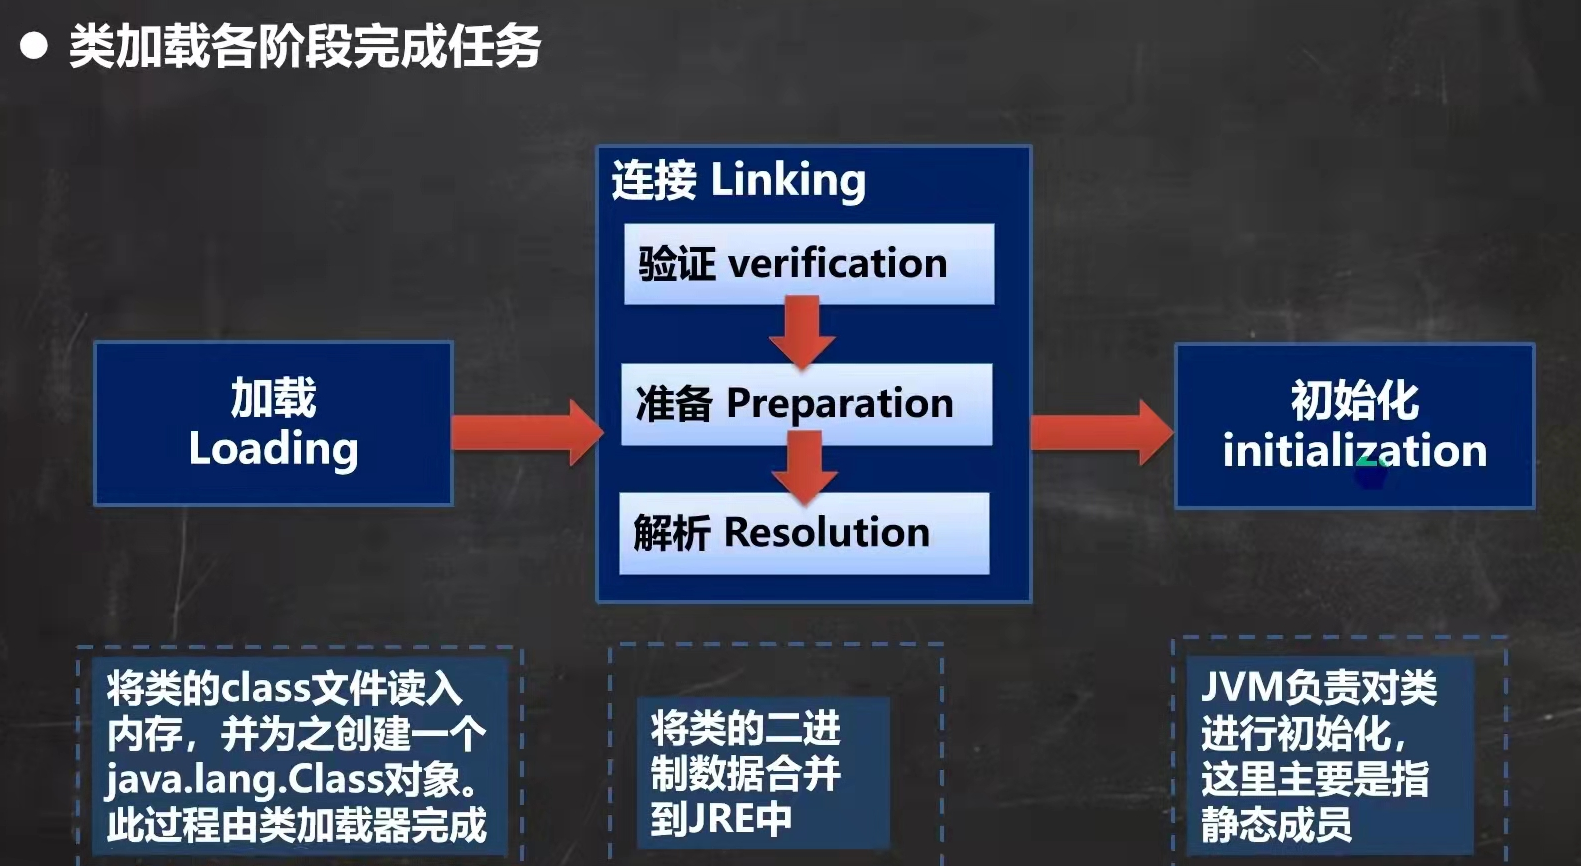 类加载各阶段完成任务
连接 Linking
验证 verification
准备 Preparation
解析 Resolution
加载
Loading
初始化
initialization
将类的class文件读入
内存，并为之创建一个
java.lang.Class对象。
此过程由类加载器完成
将类的二进
制数据合并
到JRE中
JVM负责对类
进行初始化，
这里主要是指
静态成员